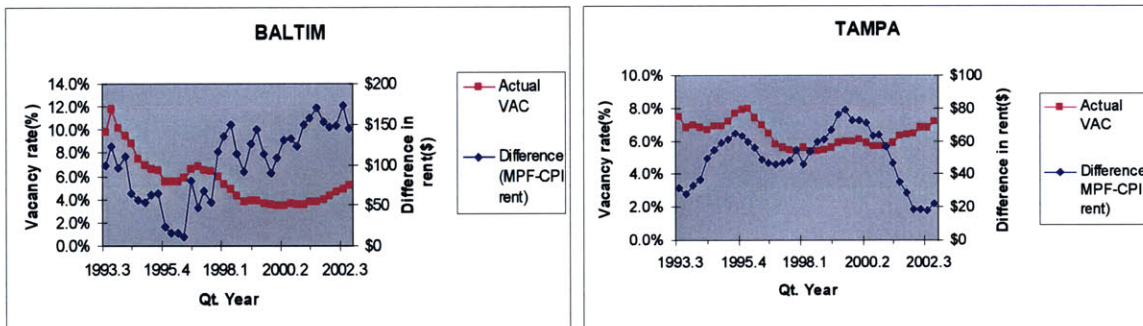 BALTIM
14.0%
12.0%
10.0%
8.0%
6.0%
4.0%
2.0%
0.0%
Vacancy rate(%)
$200
$150
$100
$50
$0
Difference in
rent($)
1993.3 1995.4 1998.1 2000.2 2002.3
Qt. Year
Actual
VAC
Difference
(MPF-CPI
rent)
TAMPA
10.0%
8.0%
6.0%
4.0%
2.0%
0.0%
Vacancy rate(%)
$100
$80
$60
$40
$20
$0
Difference in rent($)
1993.3 1995.4 1998.1 2000.2 2002.3
Qt. Year
Actual
VAC
Difference
MPF-CPI
rent)